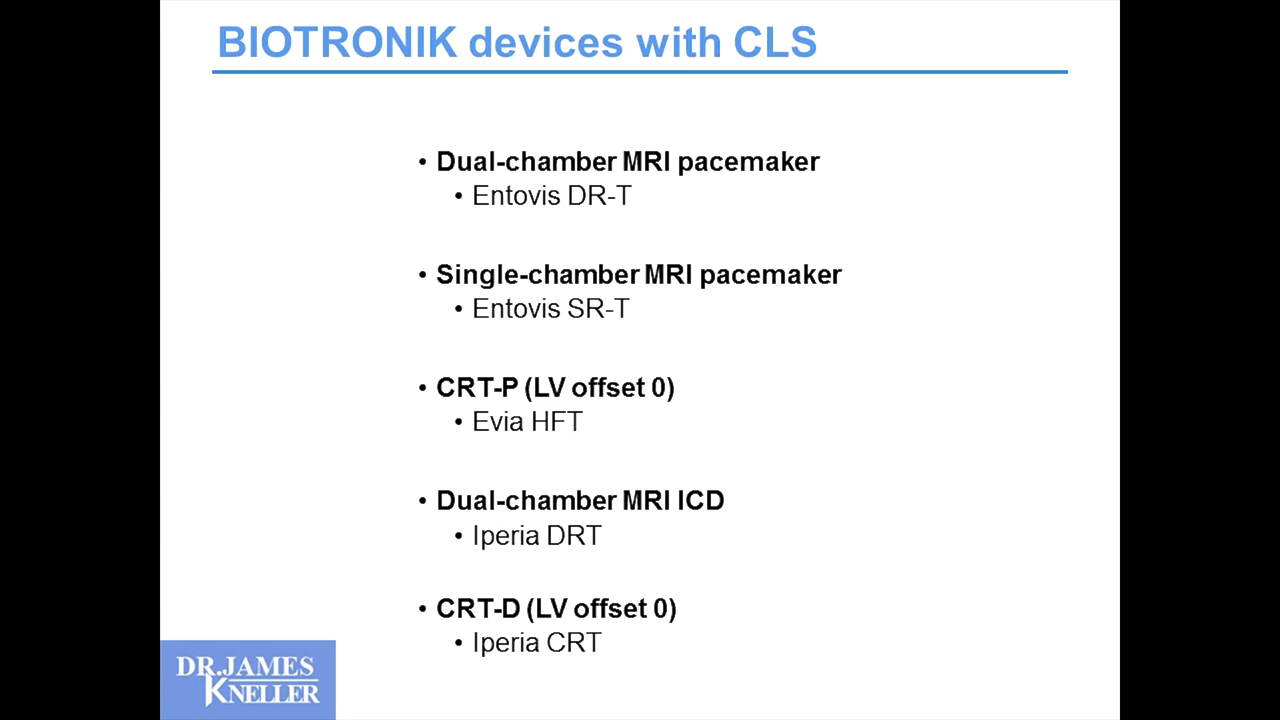 BIOTRONIK devices with CLS
• Dual-chamber MRI pacemaker
• Entovis DR-T
• Single-chamber MRI pacemaker
• Entovis SR-T
• CRT-P (LV offset 0)
• Evia HFT
• Dual-chamber MRI ICD
• Iperia DRT
• CRT-D (LV offset 0)
• Iperia CRT
DR.JAMES
KNELLER